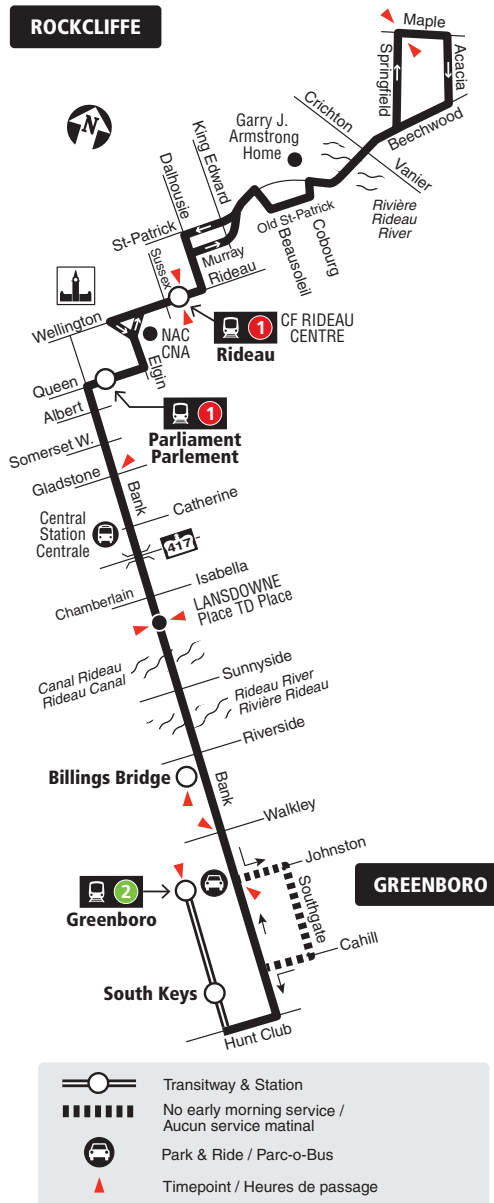 ROCKCLIFFE
Maple
Springfield
Acacia
Beechwood
N
Garry J.
Armstrong
Home
Crichton
Vanier
King Edward
Dalhousie
Rivière
Rideau
River
St-Patrick
Old St-Patrick
Cobourg
Beausoleil
Murray
Sussex
Rideau
Wellington
NAC
CNA
1
Rideau
CF RIDEAU
CENTRE
Elgin
Queen
Albert
1
Parliament
Parlement
Somerset W.
Gladstone
Bank
Catherine
Central
Station
Centrale
417
Isabella
Chamberlain
LANSDOWNE
Place TD Place
Canal Rideau
Rideau Canal
Sunnyside
Rideau River
Rivière Rideau
Riverside
Billings Bridge
Bank
Walkley
Johnston
2
Greenboro
GREENBORO
Southgate
Cahill
South Keys
Hunt Club
Transitway & Station
No early morning service /
Aucun service matinal
Park & Ride / Parc-o-Bus
Timepoint / Heures de passage